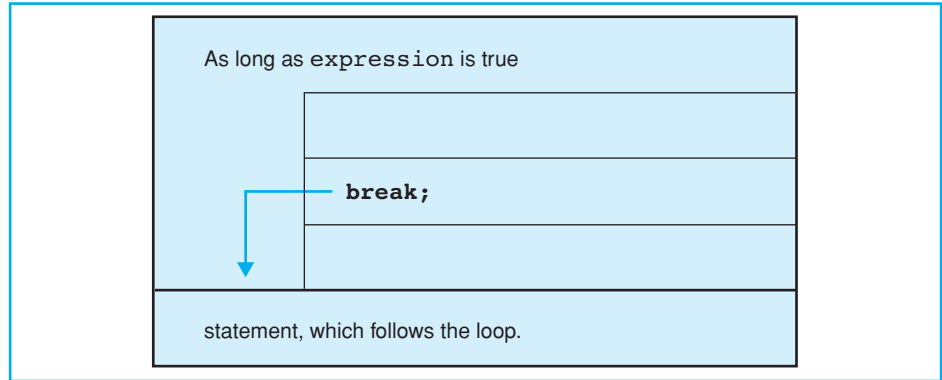 As long as expression is true
break;
statement, which follows the loop.